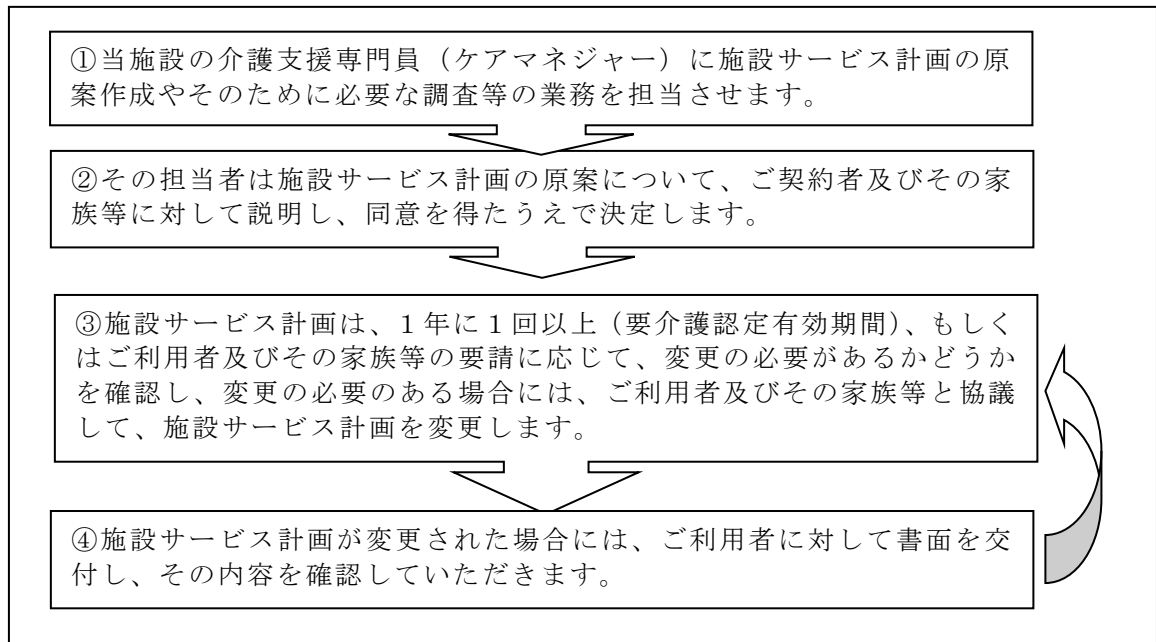 ①当施設の介護支援専門員（ケアマネジャー）に施設サービス計画の原
案作成やそのために必要な調査等の業務を担当させます。
②その担当者は施設サービス計画の原案について、ご契約者及びその家
族等に対して説明し、同意を得たうえで決定します。
③施設サービス計画は、１年に１回以上（要介護認定有効期間）、もしく
はご利用者及びその家族等の要請に応じて、変更の必要があるかどうか
を確認し、変更の必要のある場合には、ご利用者及びその家族等と協議
して、施設サービス計画を変更します。
④施設サービス計画が変更された場合には、ご利用者に対して書面を交
付し、その内容を確認していただきます。